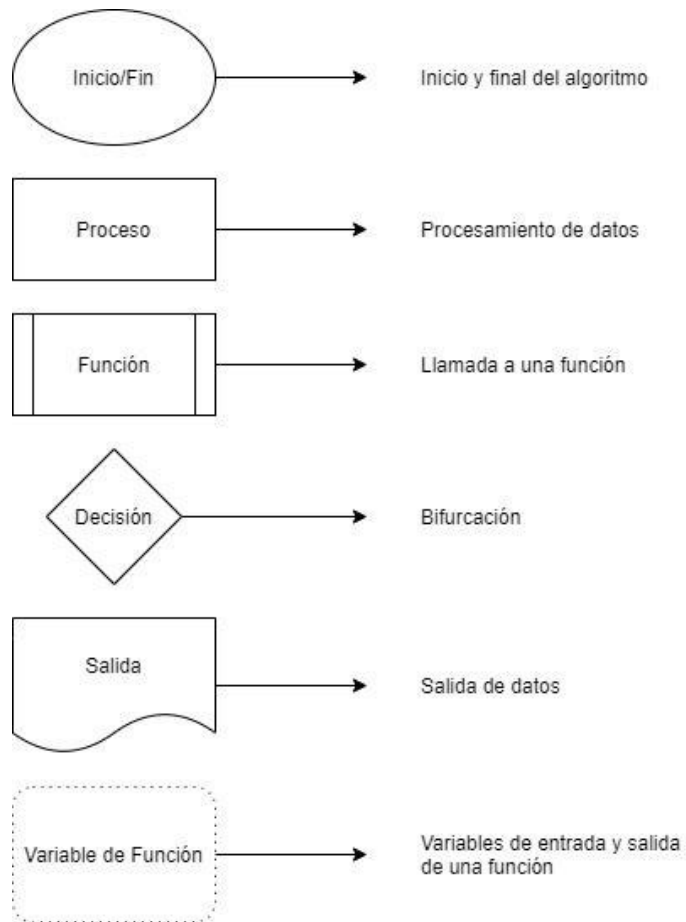 Inicio/Fin
Inicio y final del algoritmo
Proceso
Procesamiento de datos
Función
Llamada a una función
Decisión
Bifurcación
Salida
Salida de datos
Variable de Función
Variables de entrada y salida
de una función